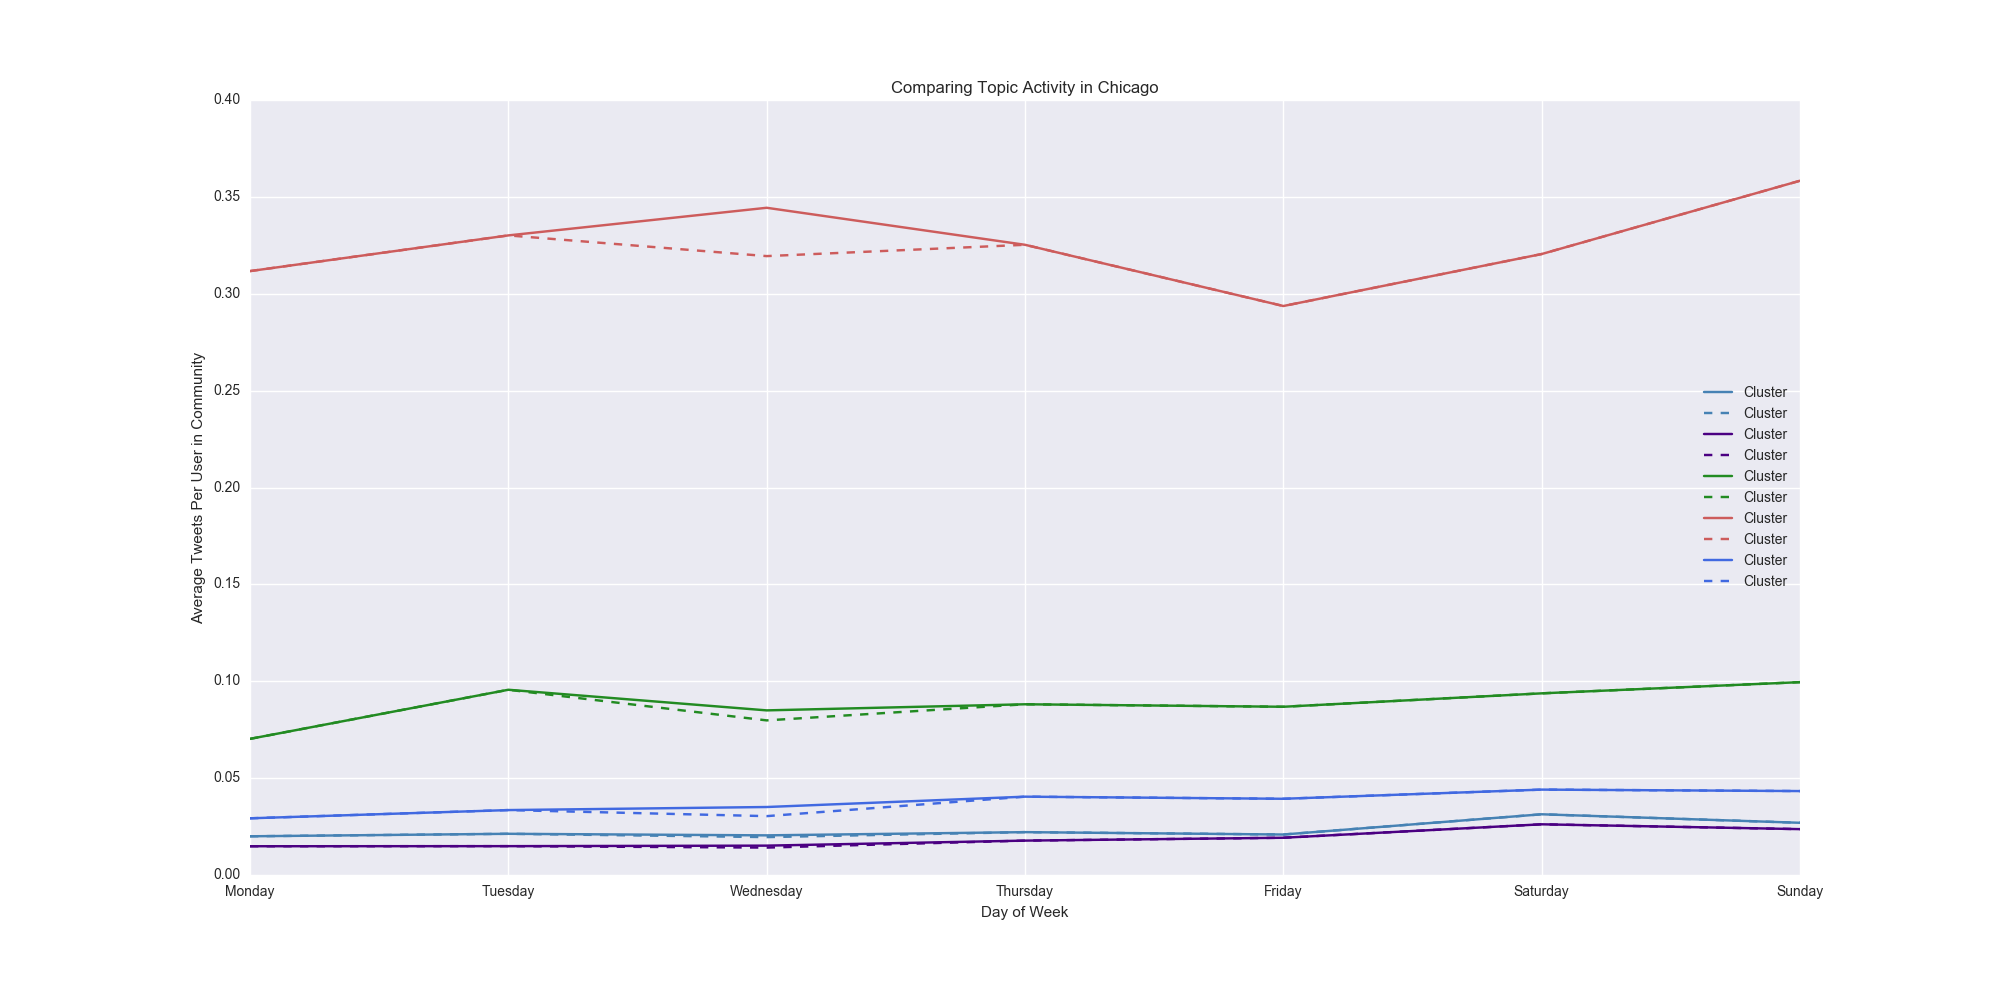 Comparing Topic Activity in Chicago
0.40
0.35
0.30
0.25
0.20
0.15
0.10
0.05
0.00
Average Tweets Per User in Community
Cluster
Cluster
Cluster
Cluster
Cluster
Cluster
Cluster
Cluster
Cluster
Cluster
Monday Tuesday Wednesday Thursday Friday Saturday Sunday
Day of Week